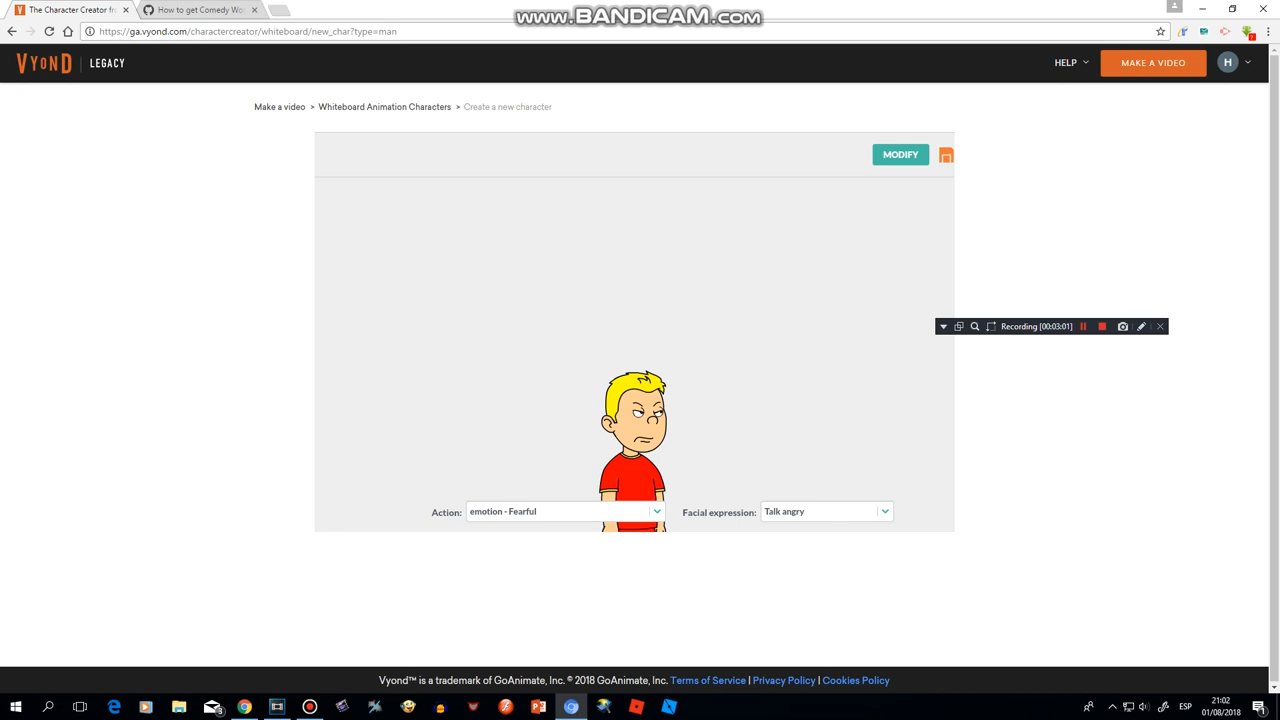 The Character Creator fro
How to get Comedy Wo
www.BANDICAM.com
https://ga.vyond.com/charactercreator/whiteboard/new_char?type=man
VYOND LEGACY
HELP
MAKE A VIDEO
H
Make a video > Whiteboard Animation Characters > Create a new character
MODIFY
Recording [00:03:01]
Action: emotion - Fearful
Facial expression: Talk angry
Vyond™ is a trademark of GoAnimate, Inc. © 2018 GoAnimate, Inc. Terms of Service | Privacy Policy | Cookies Policy
ESP
21:02
01/08/2018